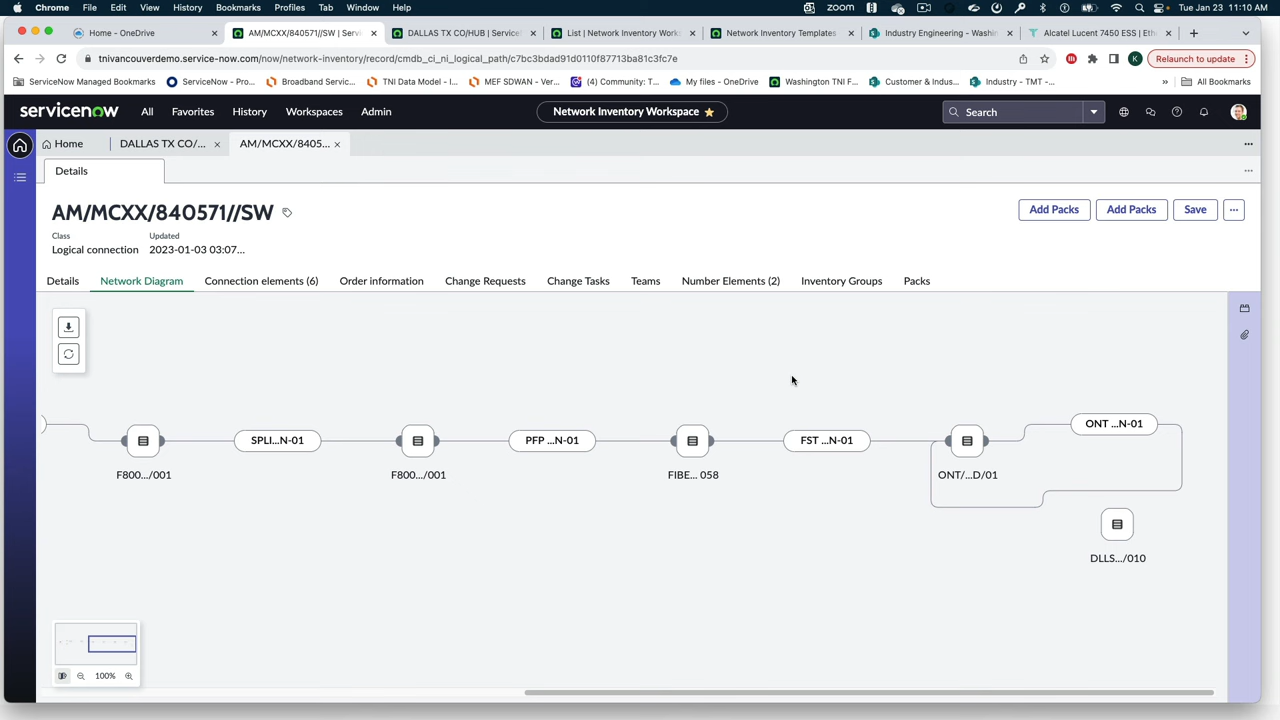 Chrome File Edit View History Bookmarks Profiles Tab Window Help zoom Tue Jan 23 11:10 AM
Home - OneDrive AM/MCXX/840571//SW | Serv DALLAS TX CO/HUB | Service List | Network Inventory Works Network Inventory Templates Industry Engineering - Washin Alcatel Lucent 7450 ESS | Eth
tnivancouverdemo.service-now.com/now/network-inventory/record/cmdb_ci_ni_logical_path/c7bc3bdad91d0110f87713ba81c3fc7e K Relaunch to update
ServiceNow Managed Bookmarks ServiceNow - Pro... Broadband Servic... TNI Data Model - I... MEF SDWAN - Ver... (4) Community: T... My files - OneDrive Washington TNI F... Customer & Indus... Industry - TMT -... » All Bookmarks
servicenow All Favorites History Workspaces Admin Network Inventory Workspace Search
Home DALLAS TX CO/... AM/MCXX/8405...
Details
AM/MCXX/840571//SW Add Packs Add Packs Save
Class Updated
Logical connection 2023-01-03 03:07...
Details Network Diagram Connection elements (6) Order information Change Requests Change Tasks Teams Number Elements (2) Inventory Groups Packs
ONT ...N-01
SPLI...N-01 PFP ...N-01 FST ...N-01
F800.../001 F800.../001 FIBE... 058 ONT/...D/01
DLLS.../010
100%